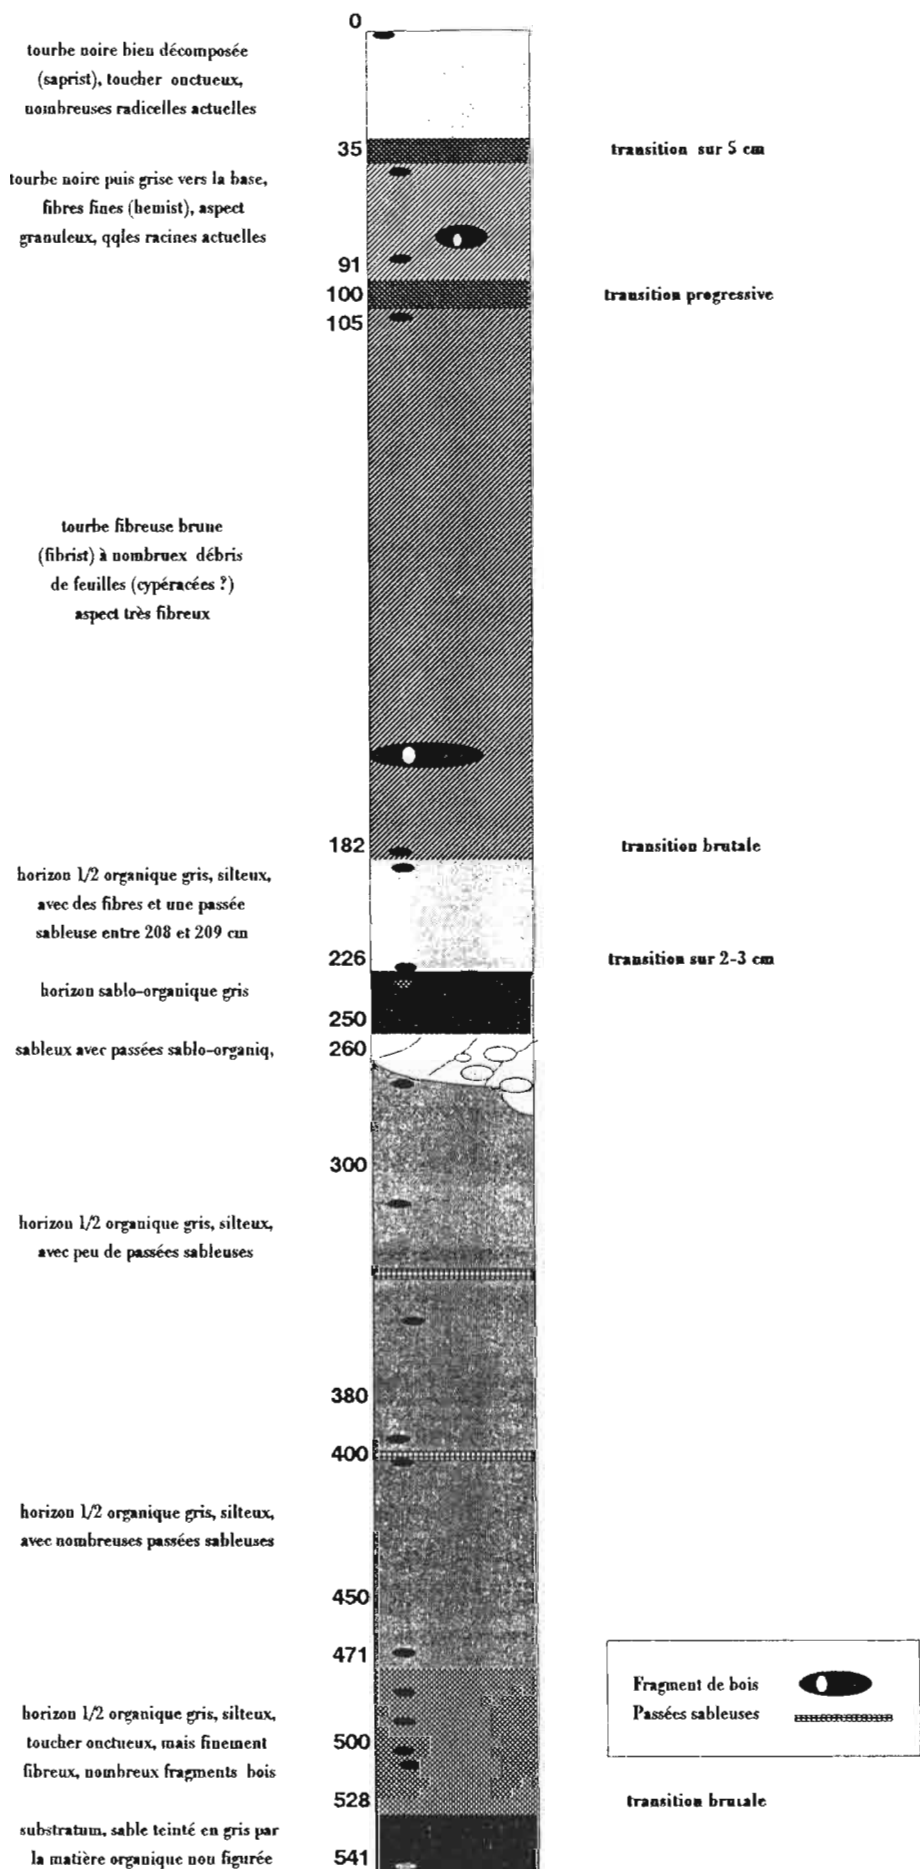 0
tourbe noire bien décomposée
(saprist), toucher onctueux,
nombreuses radicelles actuelles
35
transition sur 5 cm
tourbe noire puis grise vers la base,
fibres fines (hemist), aspect
granuleux, qqles racines actuelles
91
100
transition progressive
105
tourbe fibreuse brune
(fibrist) à nombruex débris
de feuilles (cypéracées ?)
aspect très fibreux
182
transition brutale
horizon 1/2 organique gris, silteux,
avec des fibres et une passée
sableuse entre 208 et 209 cm
226
transition sur 2-3 cm
horizon sablo-organique gris
250
sableux avec passées sablo-organiq,
260
300
horizon 1/2 organique gris, silteux,
avec peu de passées sableuses
380
400
horizon 1/2 organique gris, silteux,
avec nombreuses passées sableuses
450
471
horizon 1/2 organique gris, silteux,
toucher onctueux, mais finement
fibreux, nombreux fragments bois
500
528
transition brutale
substratum, sable teinté en gris par
la matière organique non figurée
541
Fragment de bois
Passées sableuses